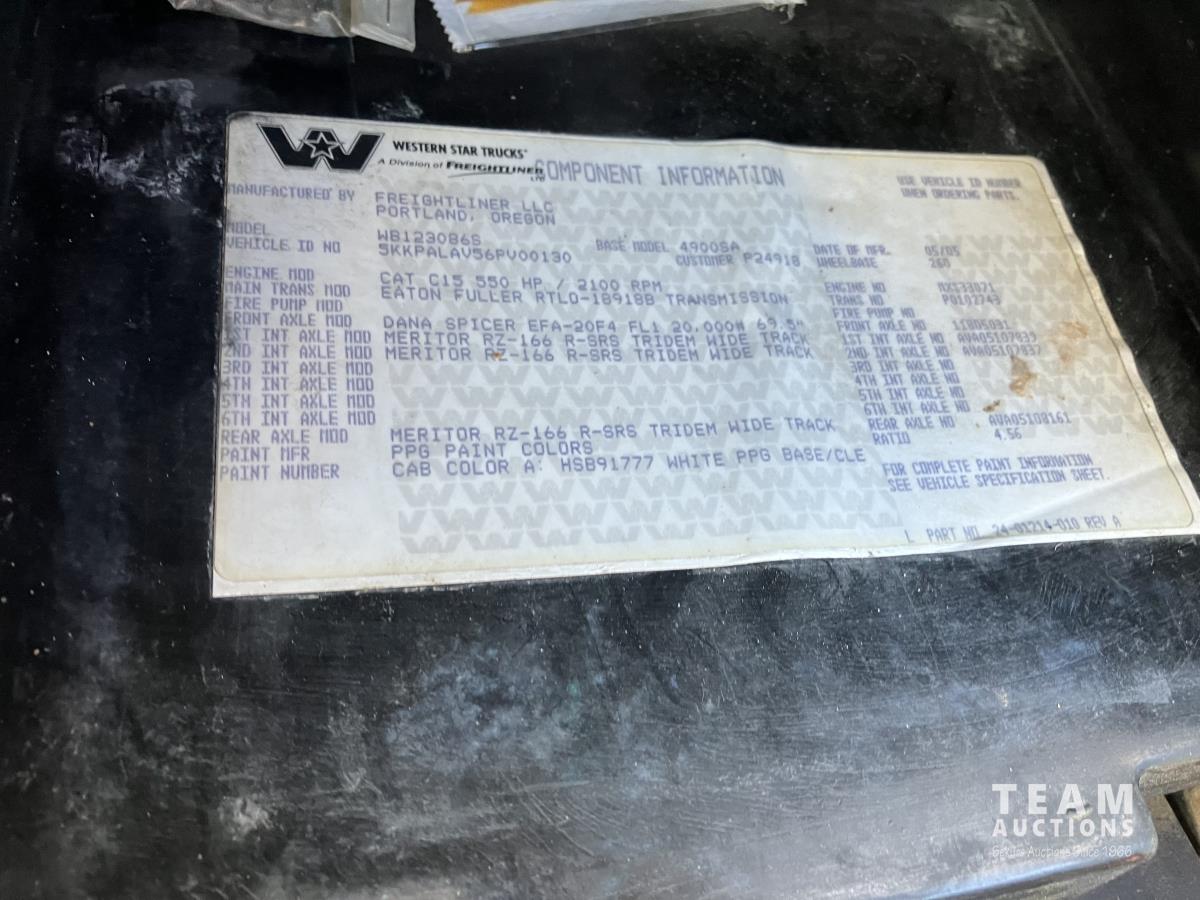 WESTERN STAR TRUCKS
A Division of FREIGHTLINER LTD
COMPONENT INFORMATION
USE VEHICLE ID NUMBER
WHEN ORDERING PARTS.
MANUFACTURED BY FREIGHTLINER LLC
PORTLAND, OREGON
MODEL WB123086S BASE MODEL 4900SA DATE OF MFR. 05/05
VEHICLE ID NO 5KKPALAV56PV00130 CUSTOMER P24918 WHEELBASE 260
ENGINE MOD CAT C15 550 HP / 2100 RPM ENGINE NO MXS33071
MAIN TRANS MOD EATON FULLER RTLO-18918B TRANSMISSION TRANS NO
FIRE PUMP MOD FIRE PUMP NO
FRONT AXLE MOD DANA SPICER EFA-20F4 FL1 20,000# 69.5" FRONT AXLE NO
1ST INT AXLE MOD MERITOR RZ-166 R-SRS TRIDEM WIDE TRACK 1ST INT AXLE NO AVA05107839
2ND INT AXLE MOD MERITOR RZ-166 R-SRS TRIDEM WIDE TRACK 2ND INT AXLE NO AVA05107837
3RD INT AXLE MOD 3RD INT AXLE NO
4TH INT AXLE MOD 4TH INT AXLE NO
5TH INT AXLE MOD 5TH INT AXLE NO
6TH INT AXLE MOD 6TH INT AXLE NO
REAR AXLE MOD MERITOR RZ-166 R-SRS TRIDEM WIDE TRACK REAR AXLE NO AVA05108161
PAINT MFR PPG PAINT COLORS RATIO 4.56
PAINT NUMBER CAB COLOR A: HSB91777 WHITE PPG BASE/CLE
FOR COMPLETE PAINT INFORMATION
SEE VEHICLE SPECIFICATION SHEET.
L PART NO. 24-01214-010 REV A
TEAM
AUCTIONS
Service Auctions Since 1966